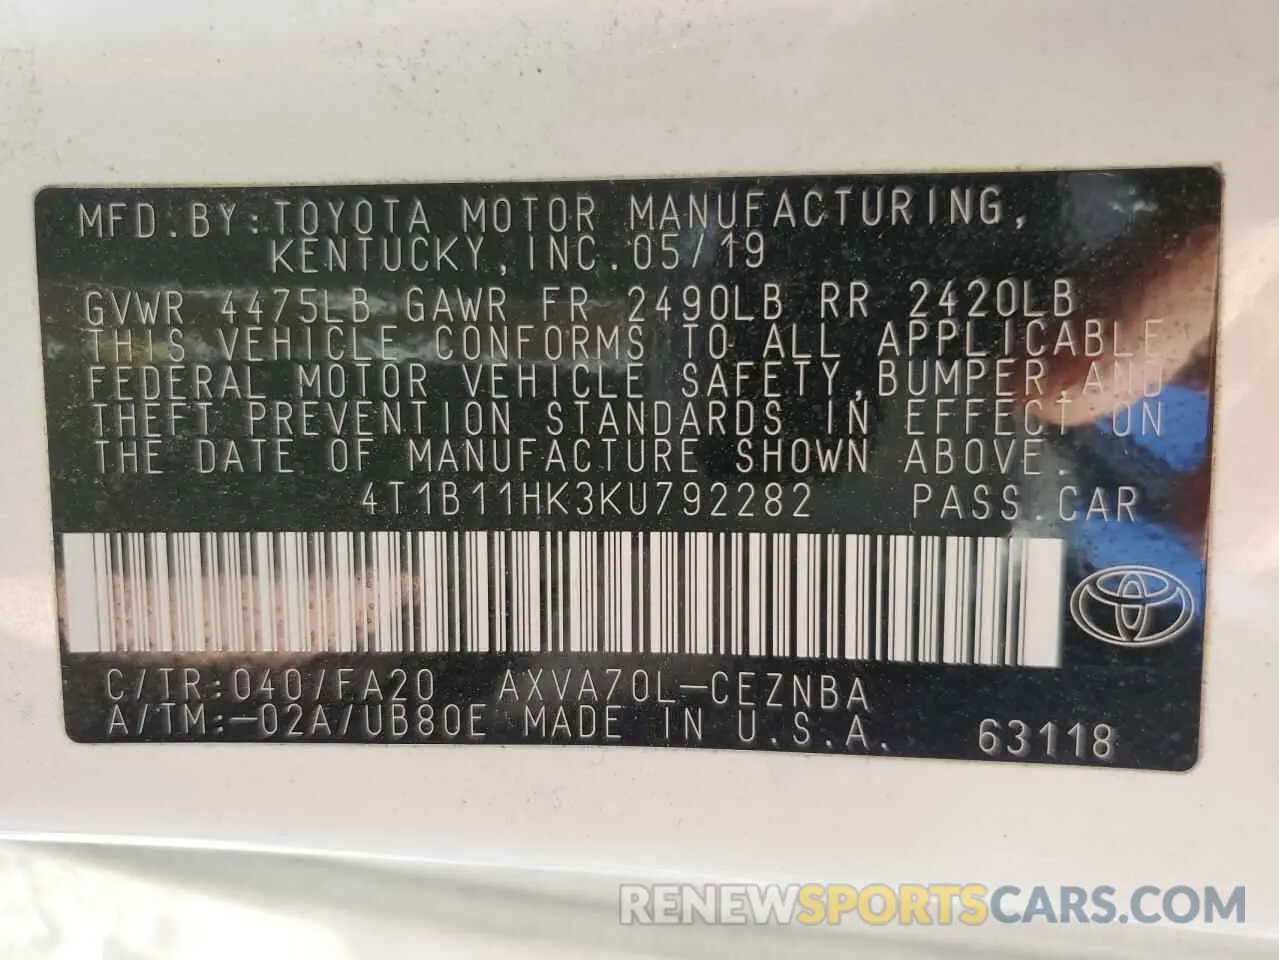 MFD.BY:TOYOTA MOTOR MANUFACTURING,
KENTUCKY,INC.05/19
GVWR 4475LB GAWR FR 2490LB RR 2420LB
THIS VEHICLE CONFORMS TO ALL APPLICABLE
FEDERAL MOTOR VEHICLE SAFETY,BUMPER,AND
THEFT PREVENTION STANDARDS IN EFFECT ON
THE DATE OF MANUFACTURE SHOWN ABOVE.
4T1B11HK3KU792282 PASS.CAR
C/TR:040/FA20 AXVA70L-CEZNBA
A/TM:-02A/UB80E MADE IN U.S.A. 63118
RENEWSPORTSCARS.COM